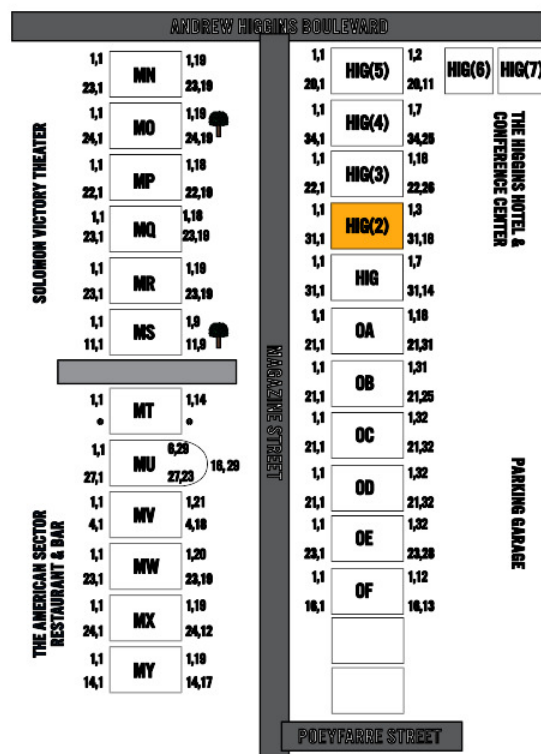 ANDREW HIGGINS BOULEVARD
SOLOMON VICTORY THEATER
1,1 MN 1,19
23,1 23,19
1,1 MO 1,19
24,1 24,19
1,1 MP 1,18
22,1 22,19
1,1 MQ 1,18
23,1 23,19
1,1 MR 1,19
23,1 23,19
1,1 MS 1,9
11,1 11,9
THE AMERICAN SECTOR
RESTAURANT & BAR
1,1 MT 1,14
1,1 MU 6,29
27,1 27,23 16,29
1,1 MV 1,21
4,1 4,18
1,1 MW 1,20
23,1 23,19
1,1 MX 1,19
24,1 24,12
1,1 MY 1,19
14,1 14,17
MAGAZINE STREET
1,1 HIG(5) 1,2
20,1 20,11
HIG(6)
HIG(7)
1,1 HIG(4) 1,7
34,1 34,25
1,1 HIG(3) 1,16
22,1 22,26
1,1 HIG(2) 1,3
31,1 31,16
1,1 HIG 1,7
31,1 31,14
1,1 OA 1,18
21,1 21,31
1,1 OB 1,31
21,1 21,25
1,1 OC 1,32
21,1 21,32
1,1 OD 1,32
21,1 21,32
1,1 OE 1,32
23,1 23,28
1,1 OF 1,12
16,1 16,13
THE HIGGINS HOTEL &
CONFERENCE CENTER
PARKING GARAGE
POEYFARRE STREET